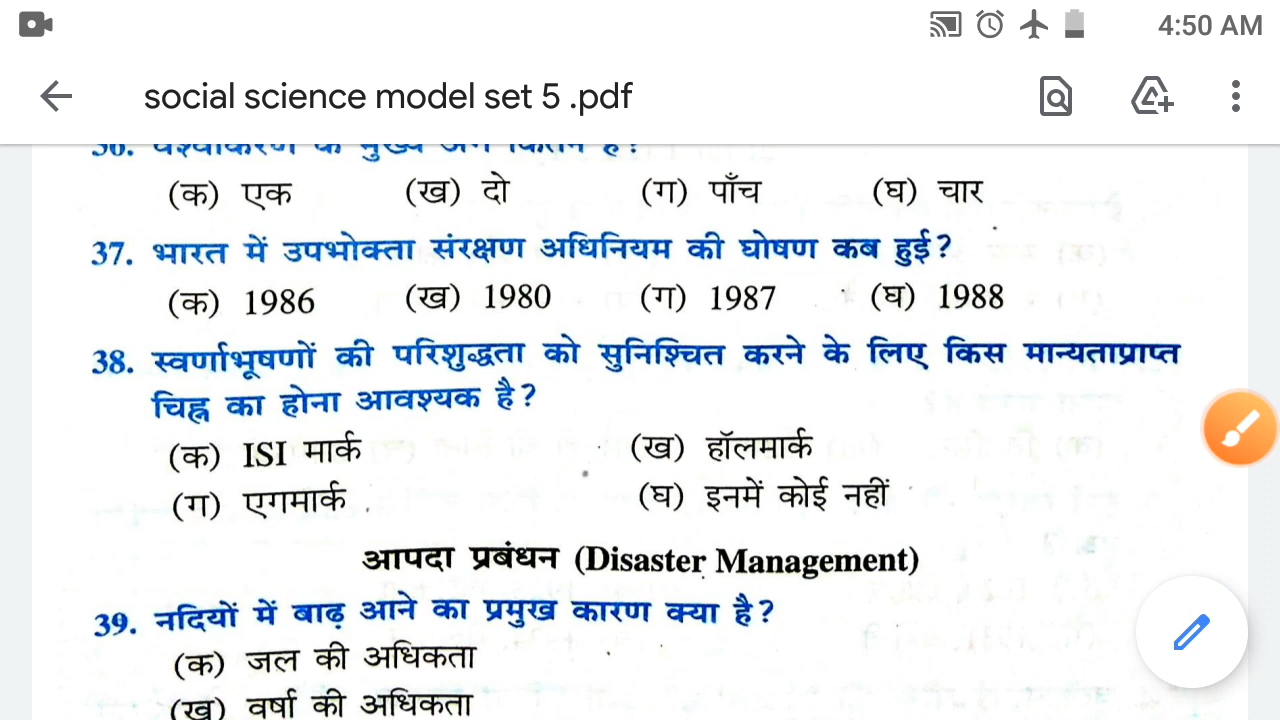 4:50 AM
social science model set 5 .pdf
(क) एक (ख) दो (ग) पाँच (घ) चार
37. भारत में उपभोक्ता संरक्षण अधिनियम की घोषण कब हुई?
(क) 1986 (ख) 1980 (ग) 1987 (घ) 1988
38. स्वर्णाभूषणों की परिशुद्धता को सुनिश्चित करने के लिए किस मान्यताप्राप्त
चिह्न का होना आवश्यक है?
(क) ISI मार्क (ख) हॉलमार्क
(ग) एगमार्क (घ) इनमें कोई नहीं
आपदा प्रबंधन (Disaster Management)
39. नदियों में बाढ़ आने का प्रमुख कारण क्या है?
(क) जल की अधिकता
(ख) वर्षा की अधिकता